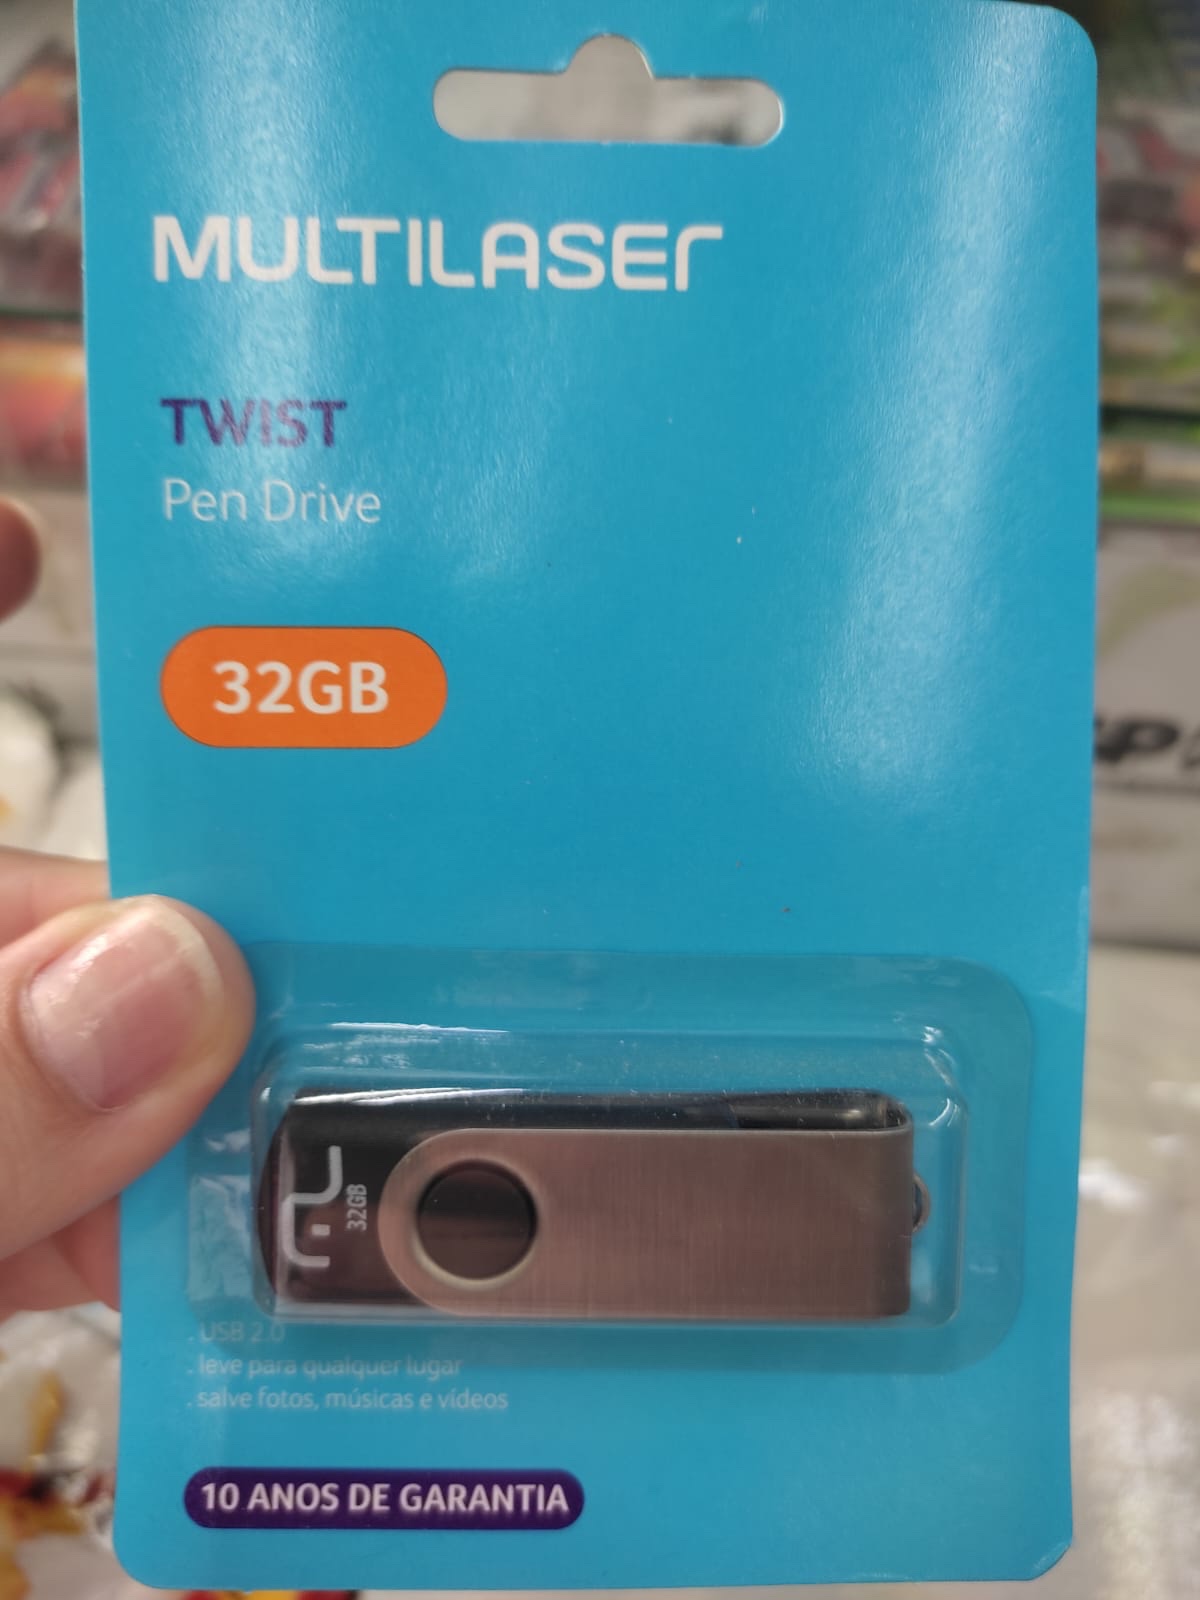 MULTILASER
TWIST
Pen Drive
32GB
32GB
. USB 2.0
. leve para qualquer lugar
. salve fotos, músicas e vídeos
10 ANOS DE GARANTIA